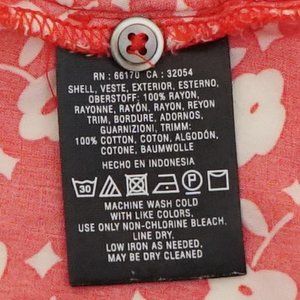 RN : 66170 CA : 32054
SHELL, VESTE, EXTERIOR, ESTERNO,
OBERSTOFF: 100% RAYON,
RAYONNE, RAYÓN, RAYON, REYON
TRIM, BORDURE, ADORNOS,
GUARNIZIONI, TRIMM:
100% COTTON, COTON, ALGODÓN,
COTONE, BAUMWOLLE
HECHO EN INDONESIA
30
MACHINE WASH COLD
WITH LIKE COLORS,
USE ONLY NON-CHLORINE BLEACH.
LINE DRY.
LOW IRON AS NEEDED,
MAY BE DRY CLEANED.